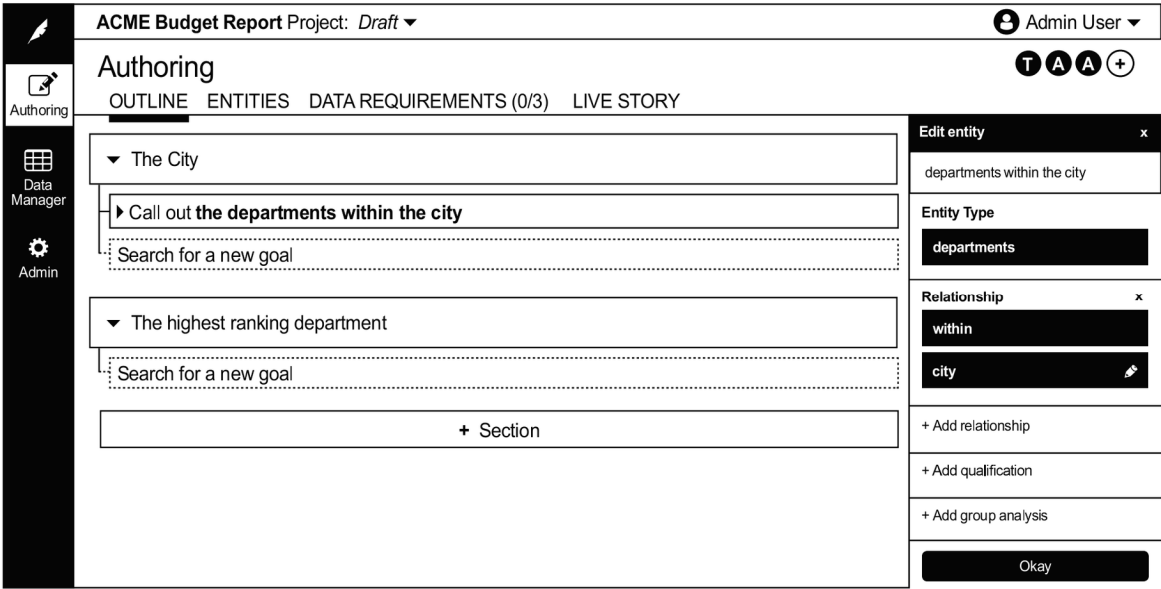 ACME Budget Report Project: Draft
Admin User
Authoring
T A A +
OUTLINE ENTITIES DATA REQUIREMENTS (0/3) LIVE STORY
Authoring
Data
Manager
Admin
The City
Call out the departments within the city
Search for a new goal
The highest ranking department
Search for a new goal
+ Section
Edit entity x
departments within the city
Entity Type
departments
Relationship x
within
city
+ Add relationship
+ Add qualification
+ Add group analysis
Okay